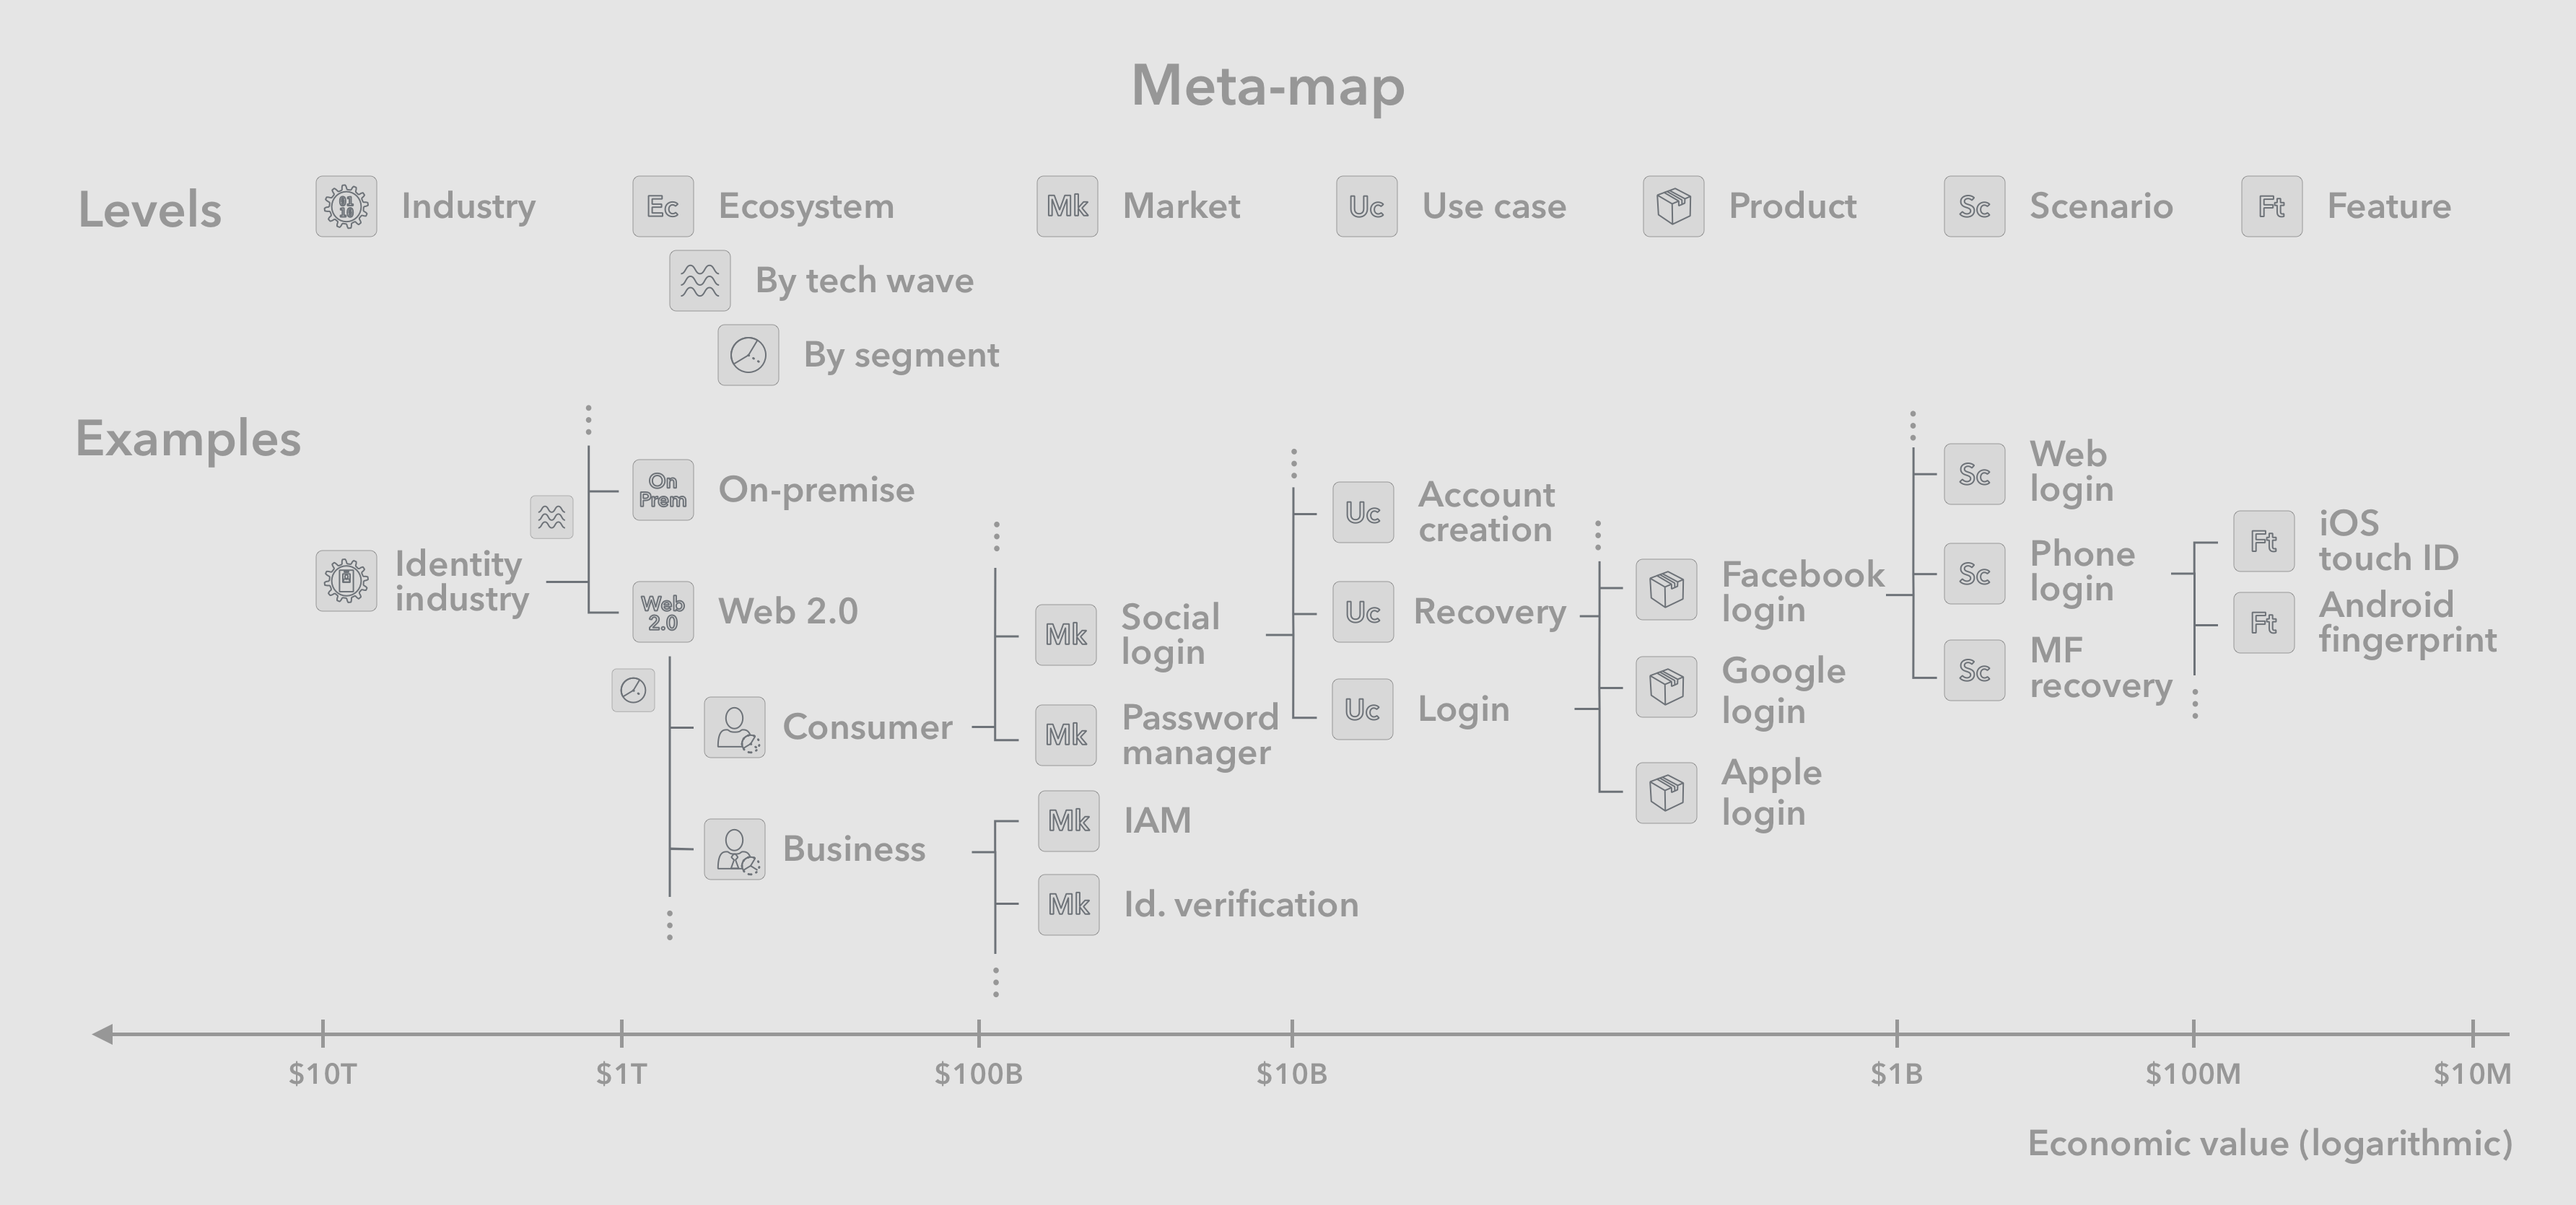 Meta-map
Levels
01
10
Industry
Ec
Ecosystem
Mk
Market
Uc
Use case
Product
Sc
Scenario
Ft
Feature
By tech wave
By segment
Examples
On
Prem
On-premise
Identity
industry
Web
2.0
Web 2.0
Consumer
Business
Mk
Social
login
Mk
Password
manager
Mk
IAM
Mk
Id. verification
Uc
Account
creation
Uc
Recovery
Uc
Login
Facebook
login
Google
login
Apple
login
Sc
Web
login
Sc
Phone
login
Sc
MF
recovery
Ft
iOS
touch ID
Ft
Android
fingerprint
$10T
$1T
$100B
$10B
$1B
$100M
$10M
Economic value (logarithmic)